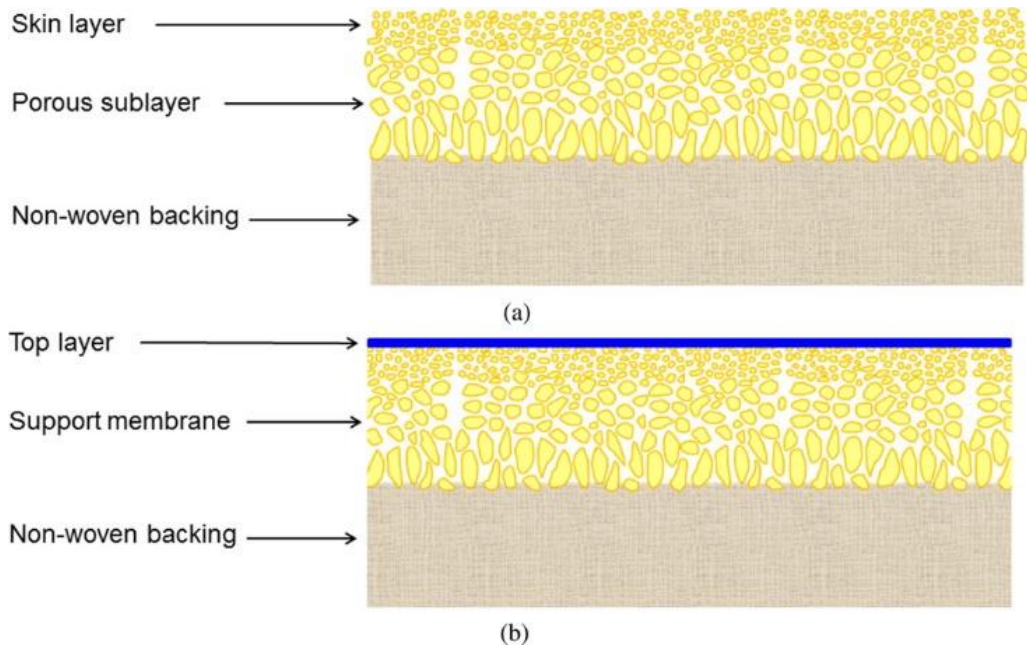 Skin layer
Porous sublayer
Non-woven backing
(a)
Top layer
Support membrane
Non-woven backing
(b)